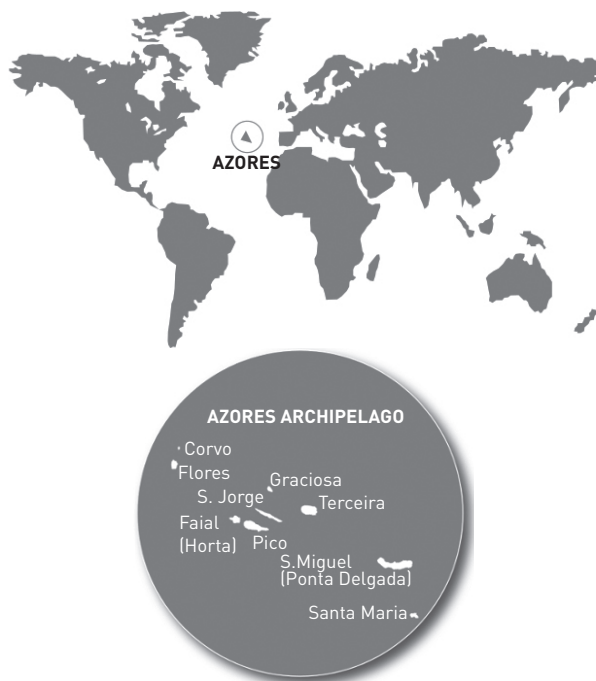 AZORES
AZORES ARCHIPELAGO
Corvo
Flores
Graciosa
S. Jorge
Terceira
Faial
(Horta)
Pico
S.Miguel
(Ponta Delgada)
Santa Maria